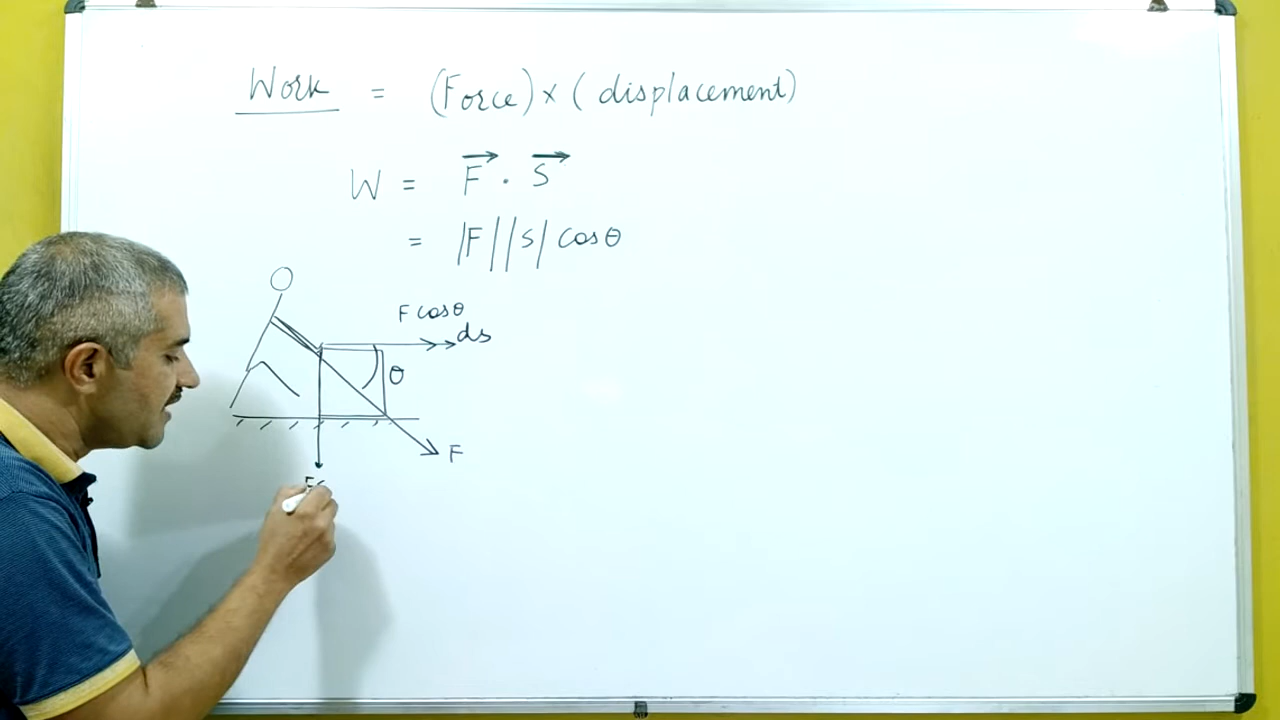 Work = (Force) × (displacement)
W = F⃗ . S⃗
= |F| |S| cosθ
F cosθ
ds
θ
F